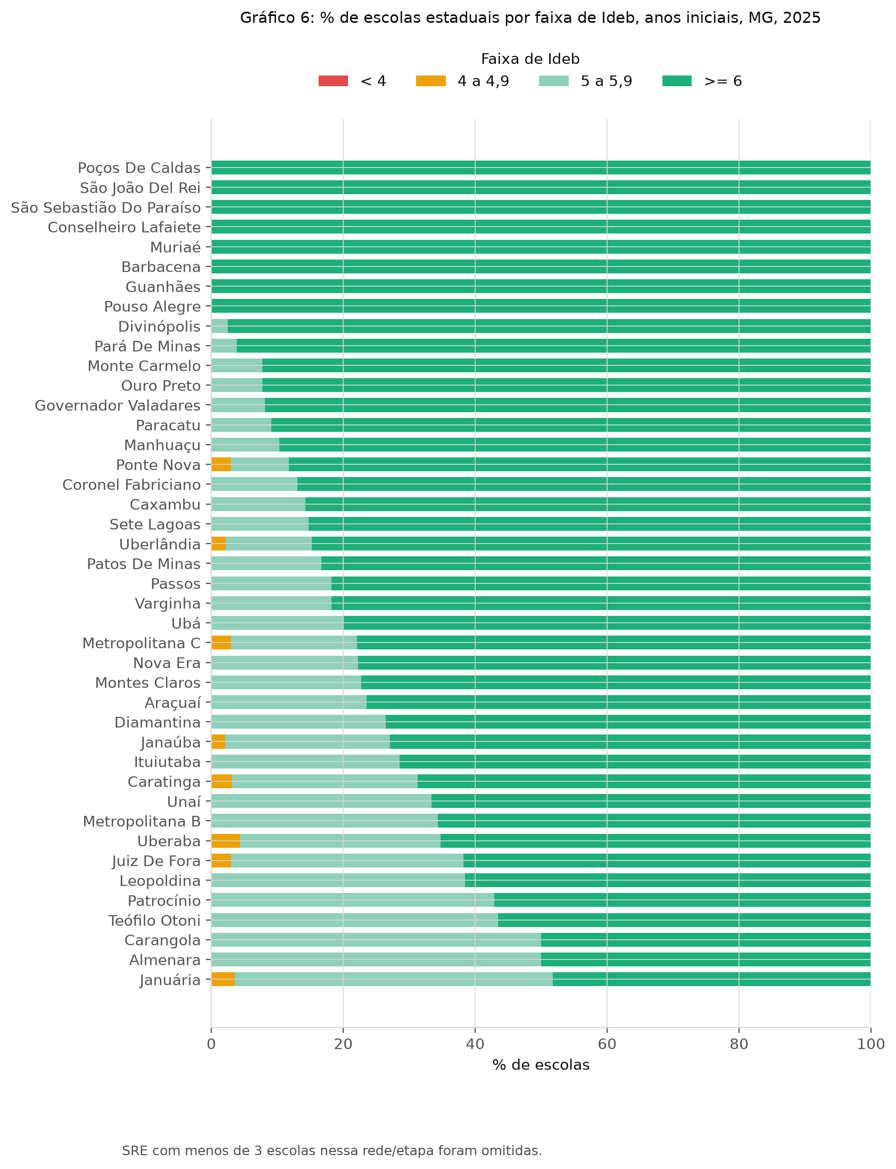 Gráfico 6: % de escolas estaduais por faixa de Ideb, anos iniciais, MG, 2025
Faixa de Ideb
< 4
4 a 4,9
5 a 5,9
>= 6
Poços De Caldas
São João Del Rei
São Sebastião Do Paraíso
Conselheiro Lafaiete
Muriaé
Barbacena
Guanhães
Pouso Alegre
Divinópolis
Pará De Minas
Monte Carmelo
Ouro Preto
Governador Valadares
Paracatu
Manhuaçu
Ponte Nova
Coronel Fabriciano
Caxambu
Sete Lagoas
Uberlândia
Patos De Minas
Passos
Varginha
Ubá
Metropolitana C
Nova Era
Montes Claros
Araçuaí
Diamantina
Janaúba
Ituiutaba
Caratinga
Unaí
Metropolitana B
Uberaba
Juiz De Fora
Leopoldina
Patrocínio
Teófilo Otoni
Carangola
Almenara
Januária
0 20 40 60 80 100
% de escolas
SRE com menos de 3 escolas nessa rede/etapa foram omitidas.